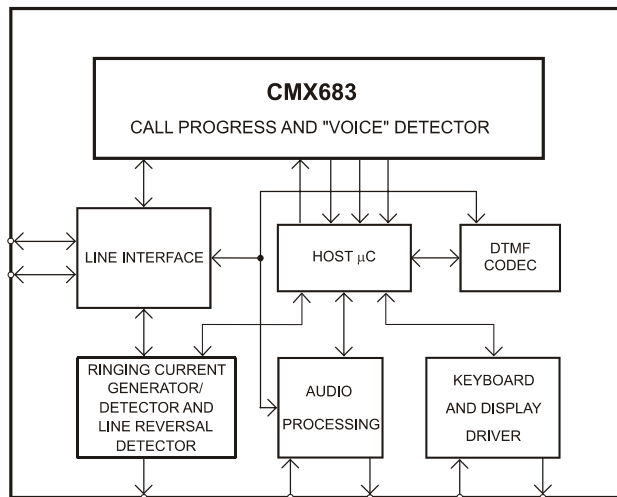 CMX683
CALL PROGRESS AND "VOICE" DETECTOR
LINE INTERFACE
HOST μC
DTMF
CODEC
RINGING CURRENT
GENERATOR/
DETECTOR AND
LINE REVERSAL
DETECTOR
AUDIO
PROCESSING
KEYBOARD
AND DISPLAY
DRIVER